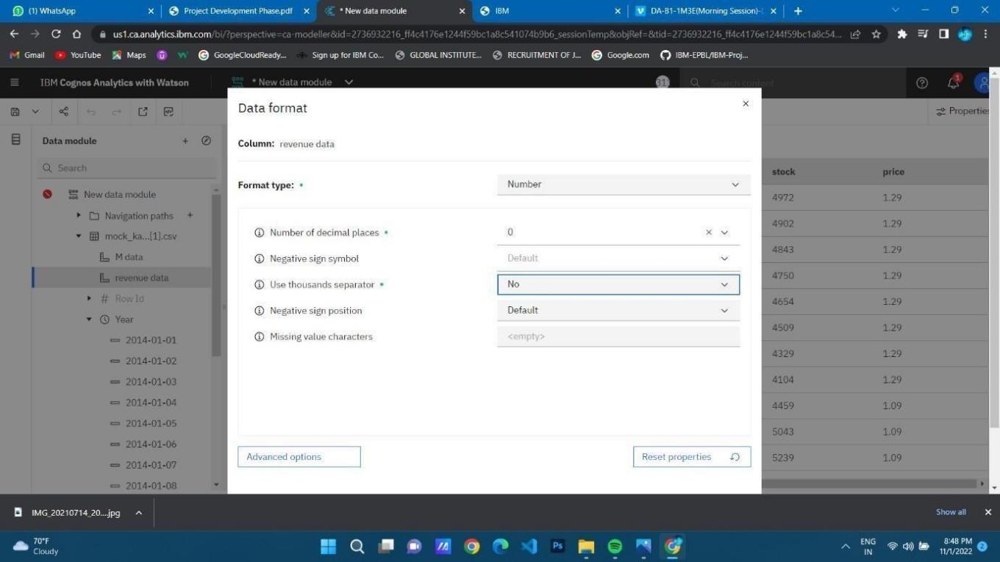 (1) WhatsApp
Project Development Phase.pdf
* New data module
IBM
DA-B1-1M3E(Morning Session)-
us1.ca.analytics.ibm.com/bi/?perspective=ca-modeller&id=2736932216_ff4c4176e1244f59bc1a8c541074b9b6_sessionTemp&objRef=&tid=2736932216_ff4c4176e1244f59bc1a8c54...
Gmail
YouTube
Maps
GoogleCloudReady...
Sign up for IBM Co...
GLOBAL INSTITUTE...
RECRUITMENT OF J...
Google.com
IBM-EPBL/IBM-Proj...
IBM Cognos Analytics with Watson
* New data module
Search content
1
Properties
Data module
Search
New data module
Navigation paths
mock_ka...[1].csv
M data
revenue data
# Row Id
Year
2014-01-01
2014-01-02
2014-01-03
2014-01-04
2014-01-05
2014-01-06
2014-01-07
2014-01-08
Data format
Column: revenue data
Format type:
Number
Number of decimal places
0
Negative sign symbol
Default
Use thousands separator
No
Negative sign position
Default
Missing value characters
<empty>
Advanced options
Reset properties
stock price
4972 1.29
4902 1.29
4843 1.29
4750 1.29
4654 1.29
4509 1.29
4329 1.29
4104 1.29
4459 1.09
5043 1.09
5239 1.09
IMG_20210714_20....jpg
Show all
70°F
Cloudy
Ps
ENG
IN
8:48 PM
11/1/2022
2